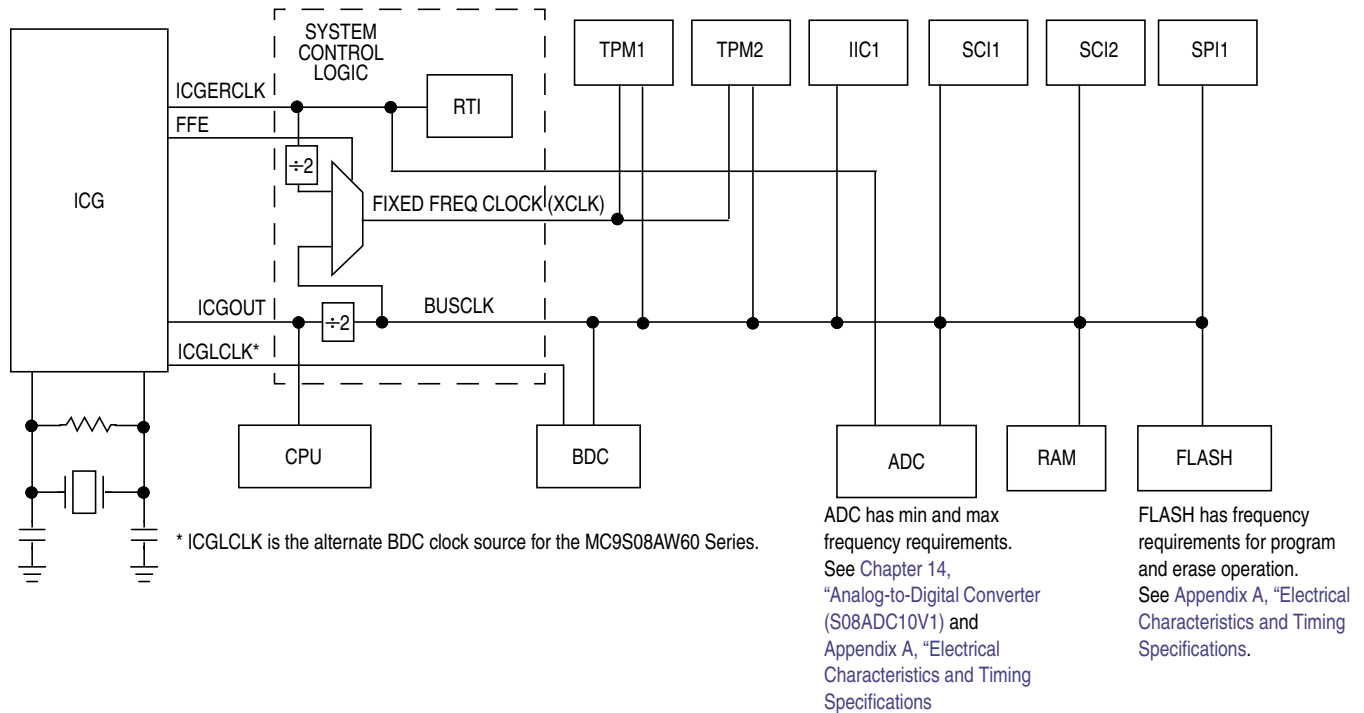 SYSTEM
CONTROL
LOGIC
TPM1
TPM2
IIC1
SCI1
SCI2
SPI1
ICGERCLK
RTI
FFE
÷2
ICG
FIXED FREQ CLOCK (XCLK)
ICGOUT
÷2
BUSCLK
ICGLCLK*
CPU
BDC
ADC
RAM
FLASH
* ICGLCLK is the alternate BDC clock source for the MC9S08AW60 Series.
ADC has min and max
frequency requirements.
See Chapter 14,
“Analog-to-Digital Converter
(S08ADC10V1) and
Appendix A, “Electrical
Characteristics and Timing
Specifications
FLASH has frequency
requirements for program
and erase operation.
See Appendix A, “Electrical
Characteristics and Timing
Specifications.